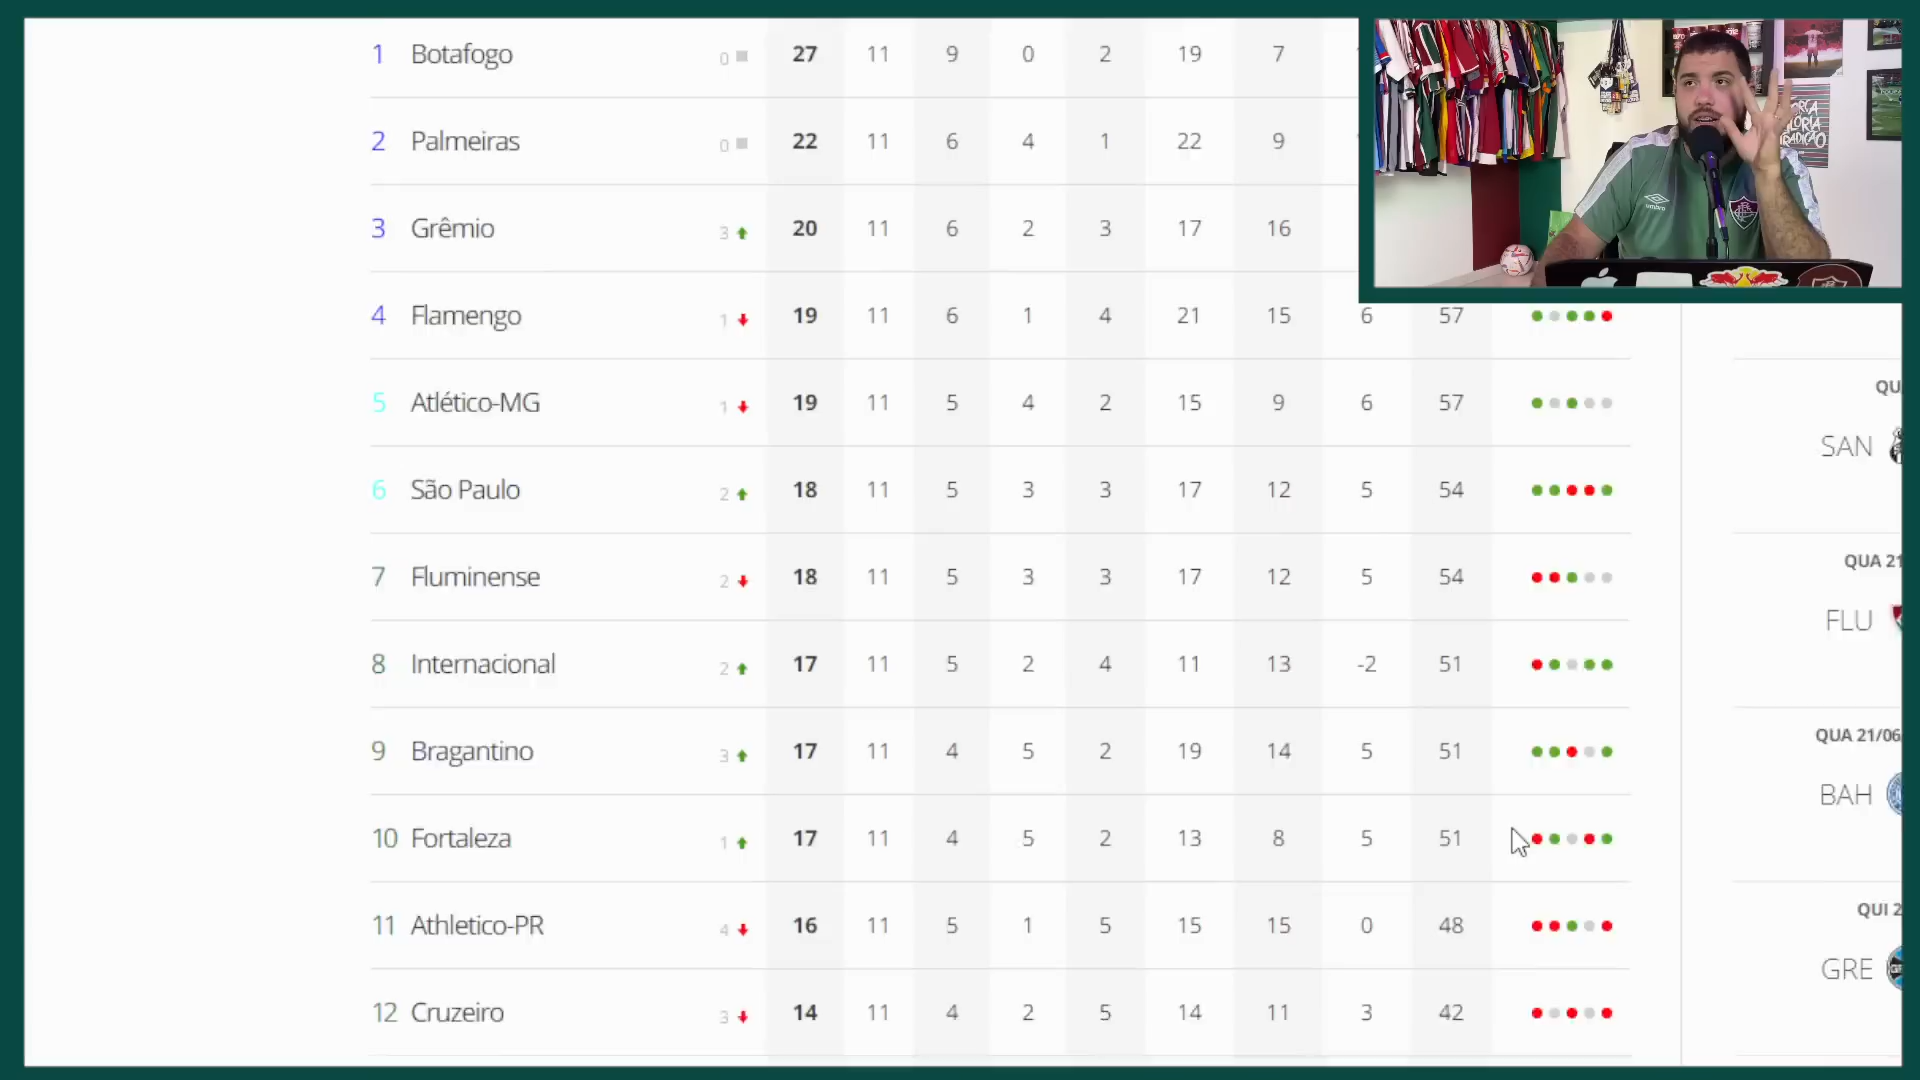 1 Botafogo 0 27 11 9 0 2 19 7
2 Palmeiras 0 22 11 6 4 1 22 9
3 Grêmio 3 20 11 6 2 3 17 16
4 Flamengo 1 19 11 6 1 4 21 15 6 57
5 Atlético-MG 1 19 11 5 4 2 15 9 6 57
6 São Paulo 2 18 11 5 3 3 17 12 5 54
7 Fluminense 2 18 11 5 3 3 17 12 5 54
8 Internacional 2 17 11 5 2 4 11 13 -2 51
9 Bragantino 3 17 11 4 5 2 19 14 5 51
10 Fortaleza 1 17 11 4 5 2 13 8 5 51
11 Athletico-PR 4 16 11 5 1 5 15 15 0 48
12 Cruzeiro 3 14 11 4 2 5 14 11 3 42
QU
SAN
QUA 21
FLU
QUA 21/06
BAH
QUI 2
GRE
umbro